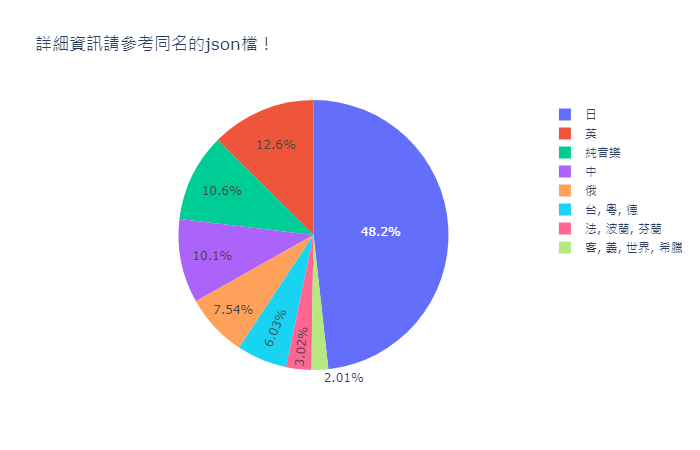 詳細資訊請參考同名的json檔！
48.2%
12.6%
10.6%
10.1%
7.54%
6.03%
3.02%
2.01%
日
英
純音樂
中
俄
台, 粵, 德
法, 波蘭, 芬蘭
客, 義, 世界, 希臘